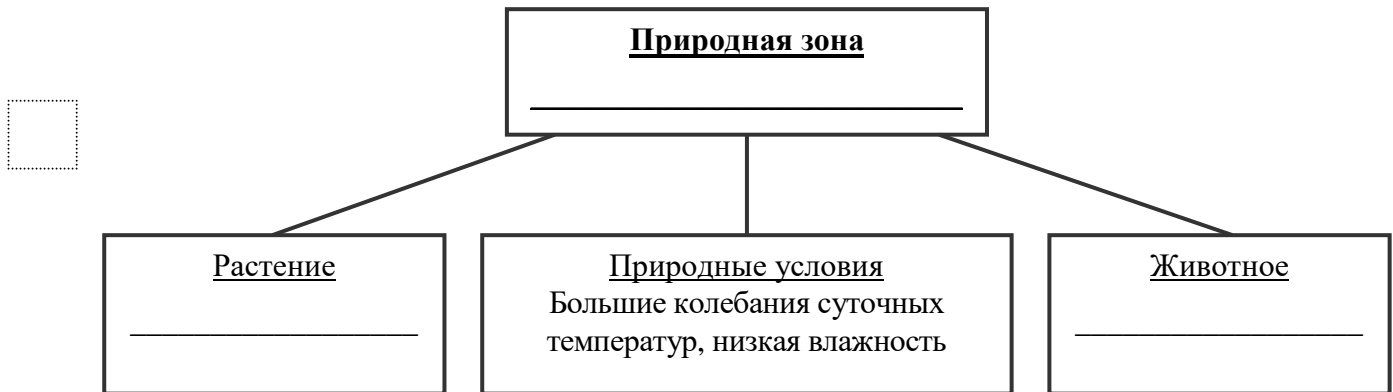 Природная зона
Растение
Природные условия
Большие колебания суточных
температур, низкая влажность
Животное